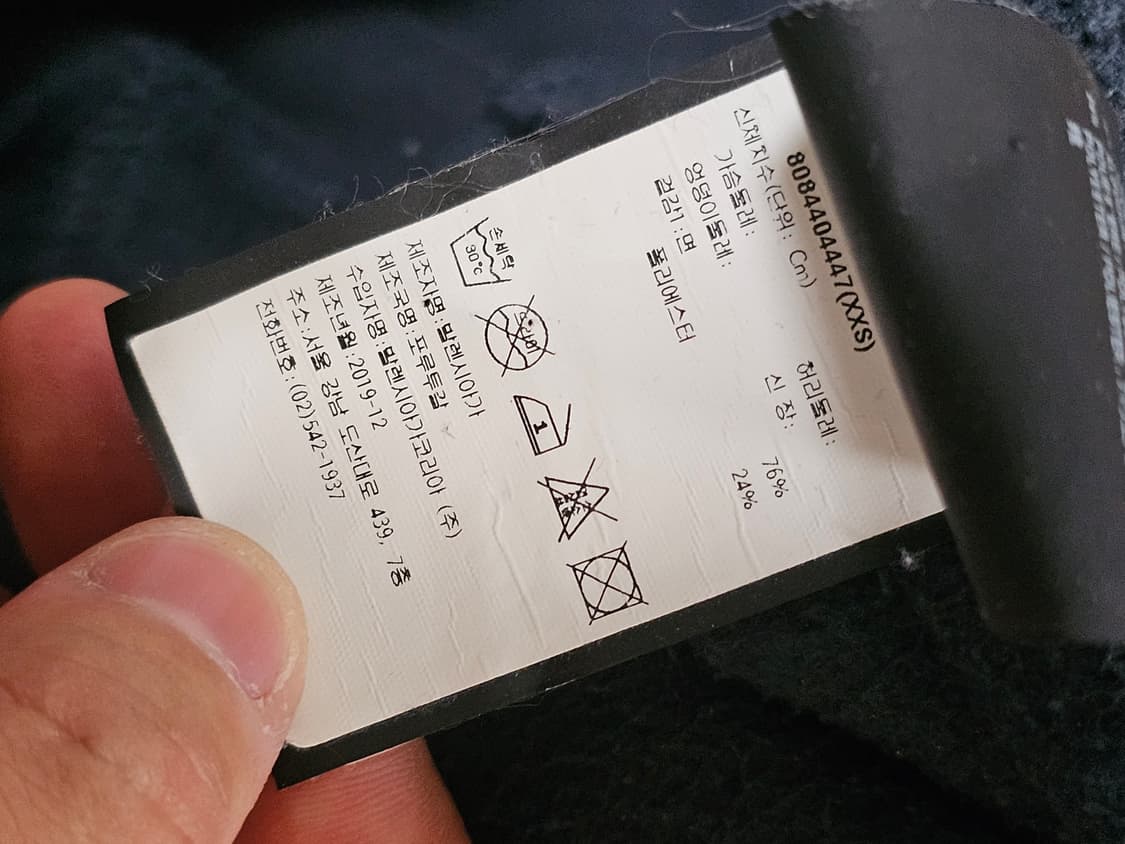 808440447(XXS)
신체치수(단위: Cm)
가슴둘레: 허리둘레:
엉덩이둘레: 신 장:
겉감1:면 76%
폴리에스터 24%
손세탁
30°C
1
제조자명:발렌시아가
제조국명:포루투갈
수입자명:발렌시아가코리아 (주)
제조년월:2019-12
주소:서울 강남 도산대로 439, 7층
전화번호:(02)542-1937